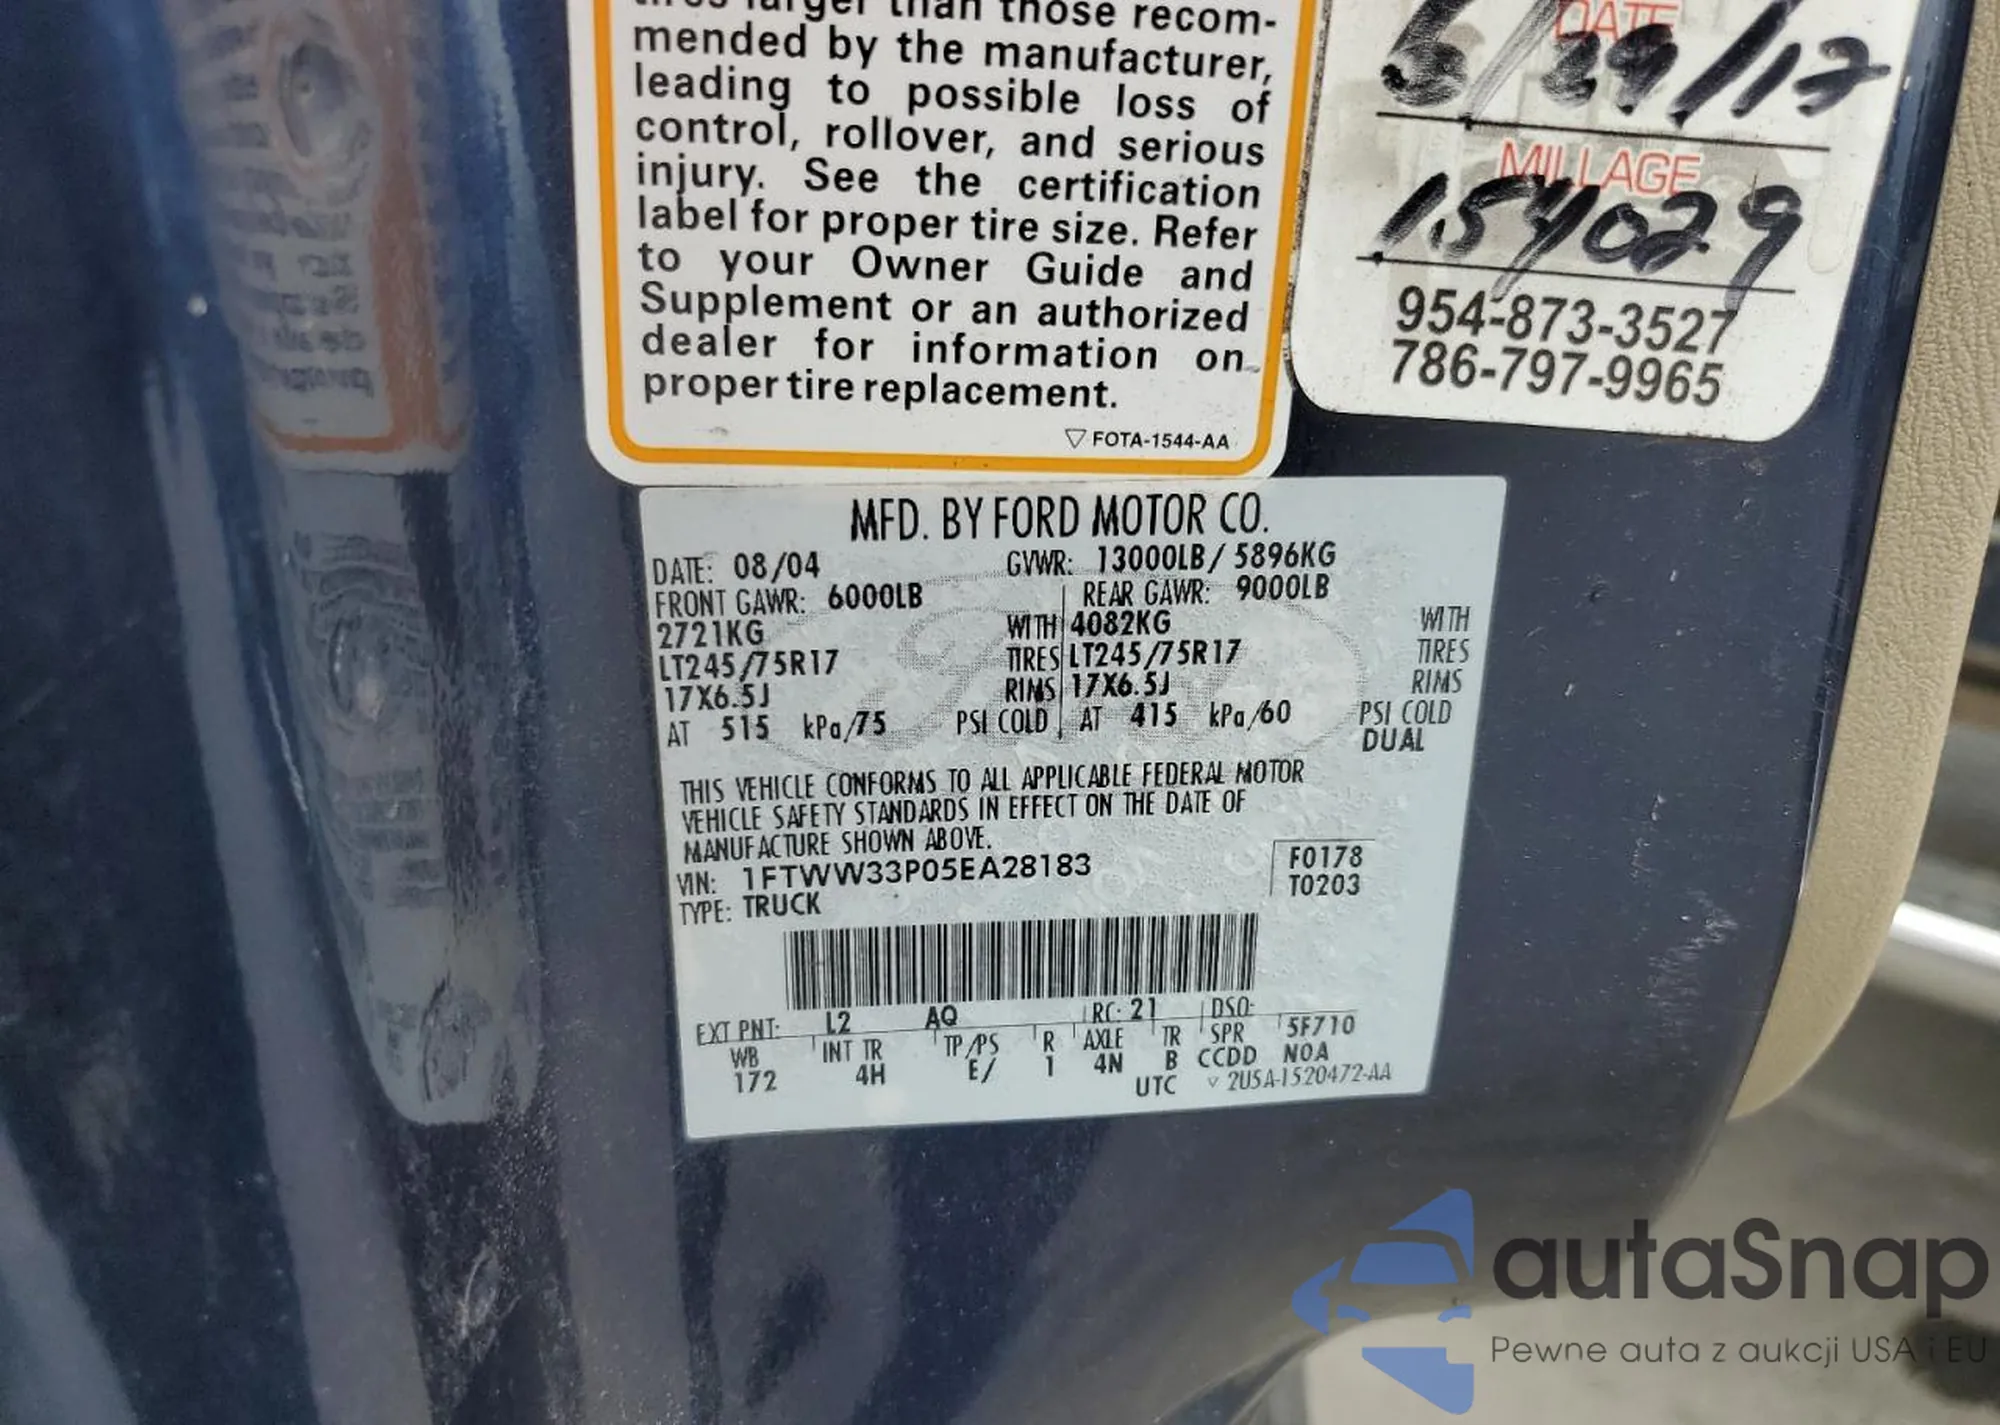 tires larger than those recom-
mended by the manufacturer,
leading to possible loss of
control, rollover, and serious
injury. See the certification
label for proper tire size. Refer
to your Owner Guide and
Supplement or an authorized
dealer for information on
proper tire replacement.
FOTA-1544-AA
DATE
5/29/12
MILLAGE
154029
954-873-3527
786-797-9965
MFD. BY FORD MOTOR CO.
DATE: 08/04 GVWR: 13000LB/ 5896KG
FRONT GAWR: 6000LB REAR GAWR: 9000LB
2721KG WITH 4082KG WITH
LT245/75R17 TIRES LT245/75R17 TIRES
17X6.5J RIMS 17X6.5J RIMS
AT 515 kPa/75 PSI COLD AT 415 kPa/60 PSI COLD
DUAL
THIS VEHICLE CONFORMS TO ALL APPLICABLE FEDERAL MOTOR
VEHICLE SAFETY STANDARDS IN EFFECT ON THE DATE OF
MANUFACTURE SHOWN ABOVE.
VIN: 1FTWW33P05EA28183 F0178
TYPE: TRUCK T0203
EXT PNT: L2 AQ RC: 21 DSO:
WB INT TR TP/PS R AXLE TR SPR 5F710
172 4H E/ 1 4N B CCDD NOA
UTC 2U5A-1520472-AA
autaSnap
Pewne auta z aukcji USA i EU